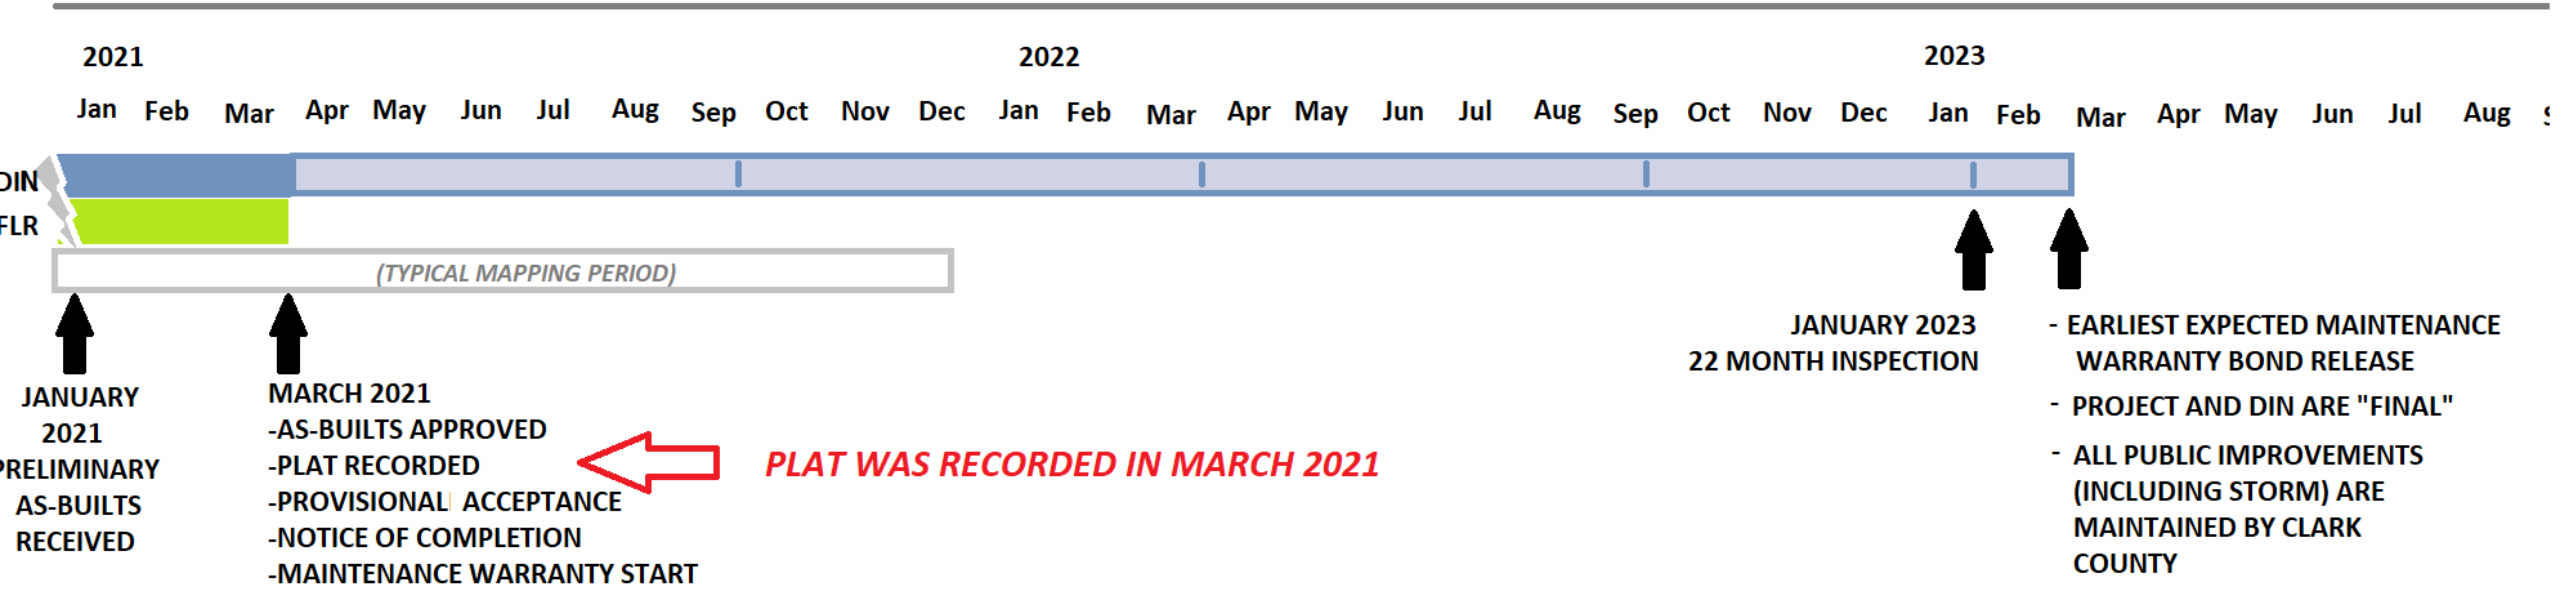 2021 2022 2023
Jan Feb Mar Apr May Jun Jul Aug Sep Oct Nov Dec Jan Feb Mar Apr May Jun Jul Aug Sep Oct Nov Dec Jan Feb Mar Apr May Jun Jul Aug
DIN
FLR
(TYPICAL MAPPING PERIOD)
JANUARY
2021
PRELIMINARY
AS-BUILTS
RECEIVED
MARCH 2021
-AS-BUILTS APPROVED
-PLAT RECORDED
-PROVISIONAL ACCEPTANCE
-NOTICE OF COMPLETION
-MAINTENANCE WARRANTY START
PLAT WAS RECORDED IN MARCH 2021
JANUARY 2023
22 MONTH INSPECTION
- EARLIEST EXPECTED MAINTENANCE
WARRANTY BOND RELEASE
- PROJECT AND DIN ARE "FINAL"
- ALL PUBLIC IMPROVEMENTS
(INCLUDING STORM) ARE
MAINTAINED BY CLARK
COUNTY